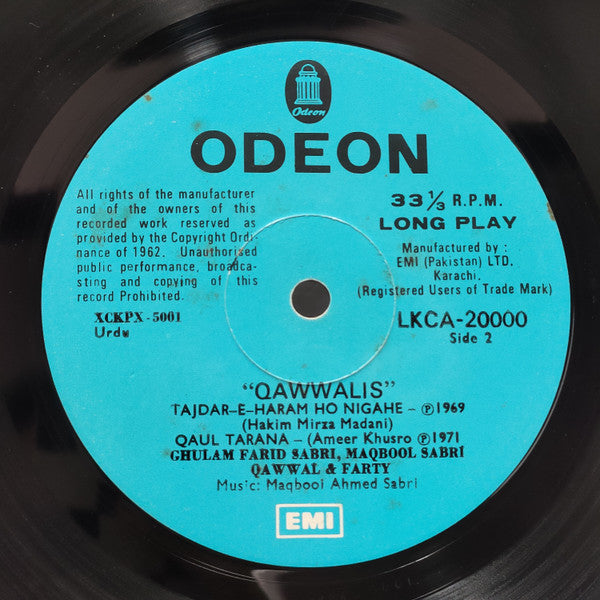 Odeon
ODEON
All rights of the manufacturer
and of the owners of this
recorded work reserved as
provided by the Copyright Ordi-
nance of 1962. Unauthorised
public performance, broadca-
sting and copying of this
record Prohibited.
XCKPX-5001
Urdu
33⅓ R.P.M.
LONG PLAY
Manufactured by :
EMI (Pakistan) LTD.
Karachi.
(Registered Users of Trade Mark)
LKCA-20000
Side 2
"QAWWALIS"
TAJDAR-E-HARAM HO NIGAHE - ℗1969
(Hakim Mirza Madani)
QAUL TARANA - (Ameer Khusro ℗1971
GHULAM FARID SABRI, MAQBOOL SABRI
QAWWAL & FARTY
Music: Maqbool Ahmed Sabri
EMI